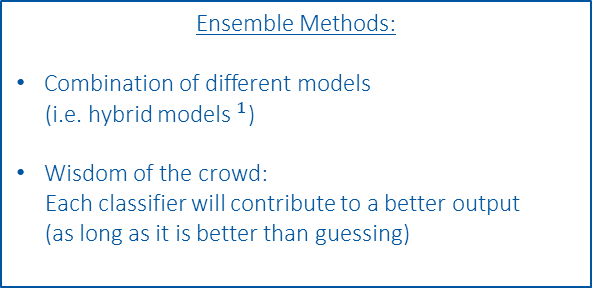 Ensemble Methods:
• Combination of different models
(i.e. hybrid models ¹)
• Wisdom of the crowd:
Each classifier will contribute to a better output
(as long as it is better than guessing)